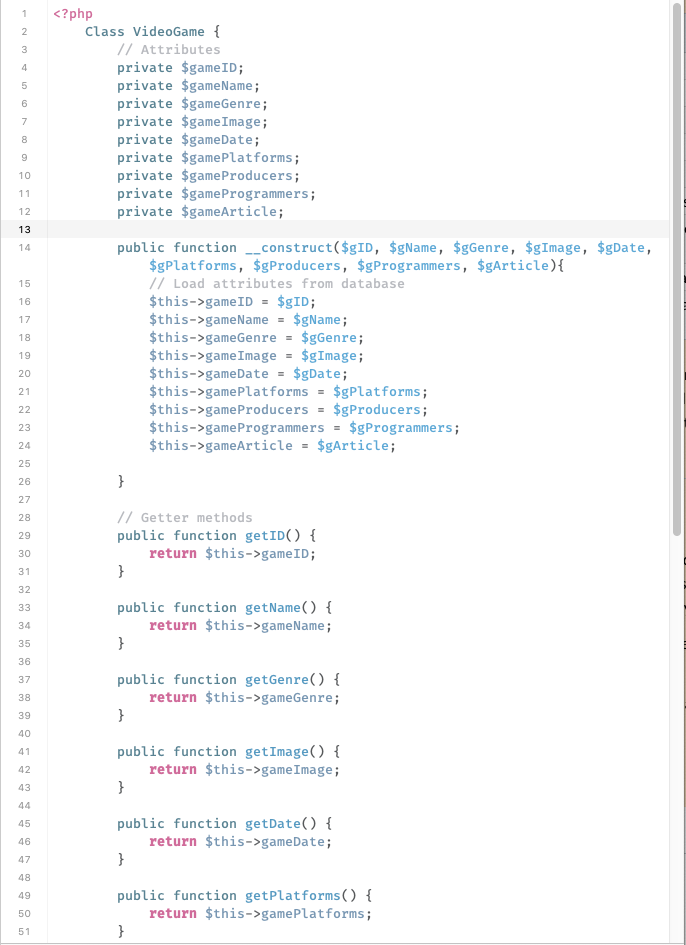 1 <?php
2 Class VideoGame {
3 // Attributes
4 private $gameID;
5 private $gameName;
6 private $gameGenre;
7 private $gameImage;
8 private $gameDate;
9 private $gamePlatforms;
10 private $gameProducers;
11 private $gameProgrammers;
12 private $gameArticle;
13
14 public function __construct($gID, $gName, $gGenre, $gImage, $gDate,
$gPlatforms, $gProducers, $gProgrammers, $gArticle){
15 // Load attributes from database
16 $this->gameID = $gID;
17 $this->gameName = $gName;
18 $this->gameGenre = $gGenre;
19 $this->gameImage = $gImage;
20 $this->gameDate = $gDate;
21 $this->gamePlatforms = $gPlatforms;
22 $this->gameProducers = $gProducers;
23 $this->gameProgrammers = $gProgrammers;
24 $this->gameArticle = $gArticle;
25
26 }
27
28 // Getter methods
29 public function getID() {
30 return $this->gameID;
31 }
32
33 public function getName() {
34 return $this->gameName;
35 }
36
37 public function getGenre() {
38 return $this->gameGenre;
39 }
40
41 public function getImage() {
42 return $this->gameImage;
43 }
44
45 public function getDate() {
46 return $this->gameDate;
47 }
48
49 public function getPlatforms() {
50 return $this->gamePlatforms;
51 }